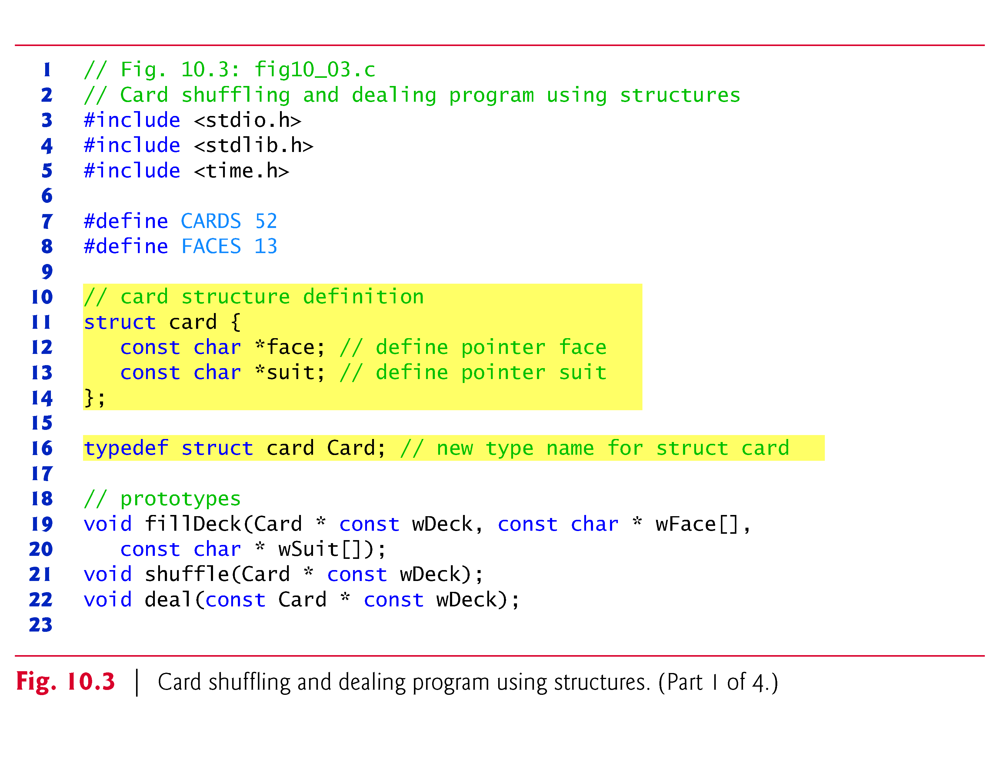 1 // Fig. 10.3: fig10_03.c
2 // Card shuffling and dealing program using structures
3 #include <stdio.h>
4 #include <stdlib.h>
5 #include <time.h>
6
7 #define CARDS 52
8 #define FACES 13
9
10 // card structure definition
11 struct card {
12    const char *face; // define pointer face
13    const char *suit; // define pointer suit
14 };
15
16 typedef struct card Card; // new type name for struct card
17
18 // prototypes
19 void fillDeck(Card * const wDeck, const char * wFace[],
20    const char * wSuit[]);
21 void shuffle(Card * const wDeck);
22 void deal(const Card * const wDeck);
23
Fig. 10.3 | Card shuffling and dealing program using structures. (Part 1 of 4.)